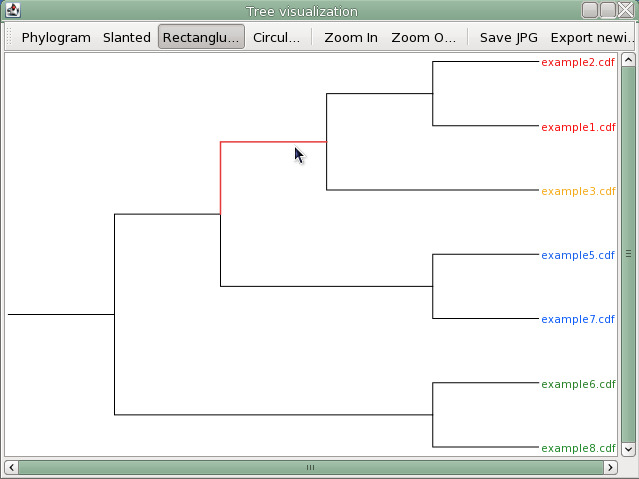 Tree visualization
Phylogram Slanted Rectanglu... Circul... Zoom In Zoom O... Save JPG Export newi...
example2.cdf
example1.cdf
example3.cdf
example5.cdf
example7.cdf
example6.cdf
example8.cdf